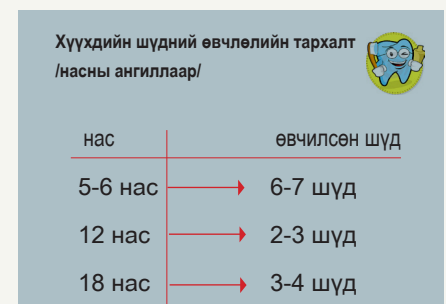 Хүүхдийн шүдний өвчлөлийн тархалт
/насны ангиллаар/
нас өвчилсөн шүд
5-6 нас 6-7 шүд
12 нас 2-3 шүд
18 нас 3-4 шүд